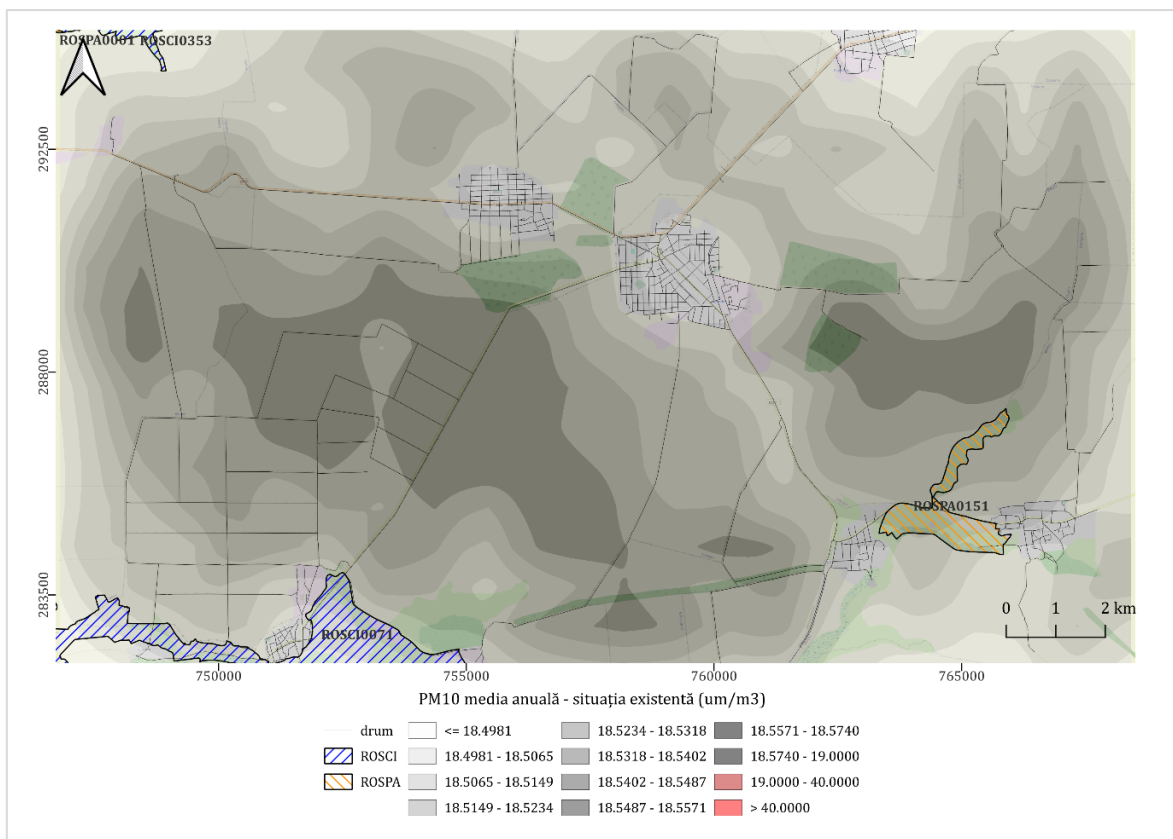 ROSPA0001 ROSCI0353
292500
288000
283500
ROSPA0151
ROSCI0071
0 1 2 km
750000 755000 760000 765000
PM10 media anuală - situația existentă (um/m3)
drum
ROSCI
ROSPA
<= 18.4981
18.4981 - 18.5065
18.5065 - 18.5149
18.5149 - 18.5234
18.5234 - 18.5318
18.5318 - 18.5402
18.5402 - 18.5487
18.5487 - 18.5571
18.5571 - 18.5740
18.5740 - 19.0000
19.0000 - 40.0000
> 40.0000